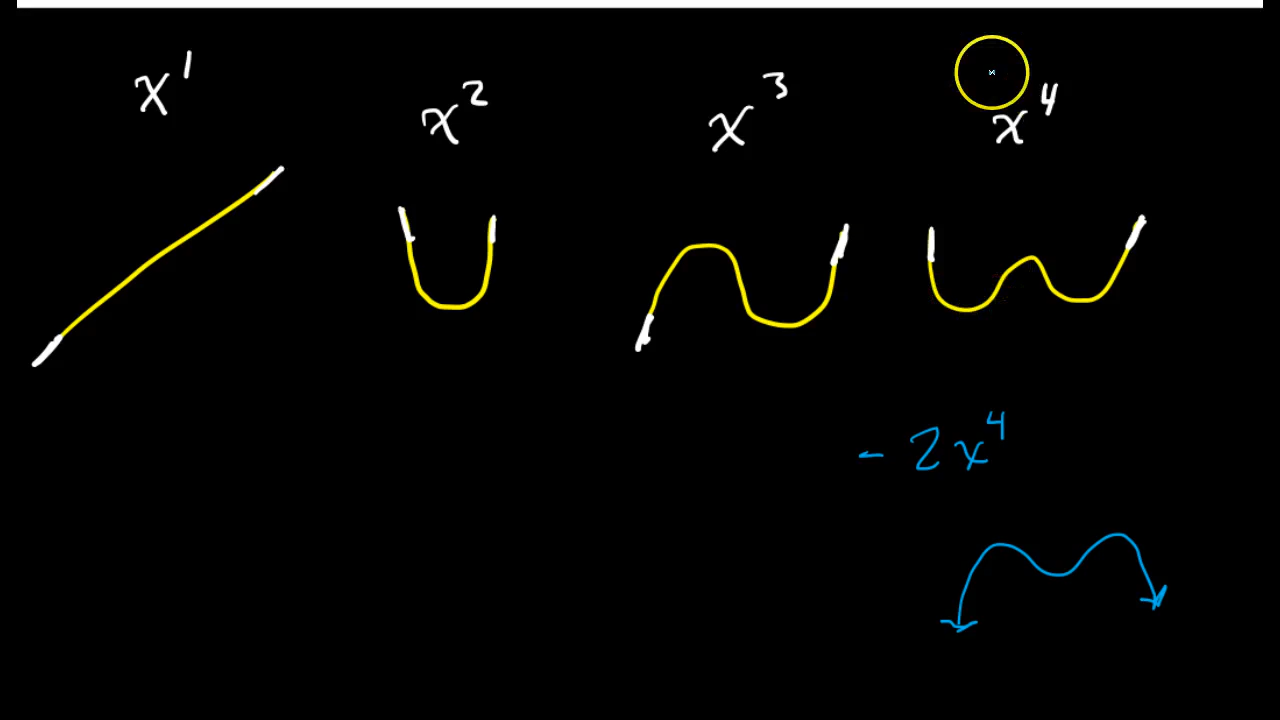 x¹ x² x³ x⁴
- 2x⁴